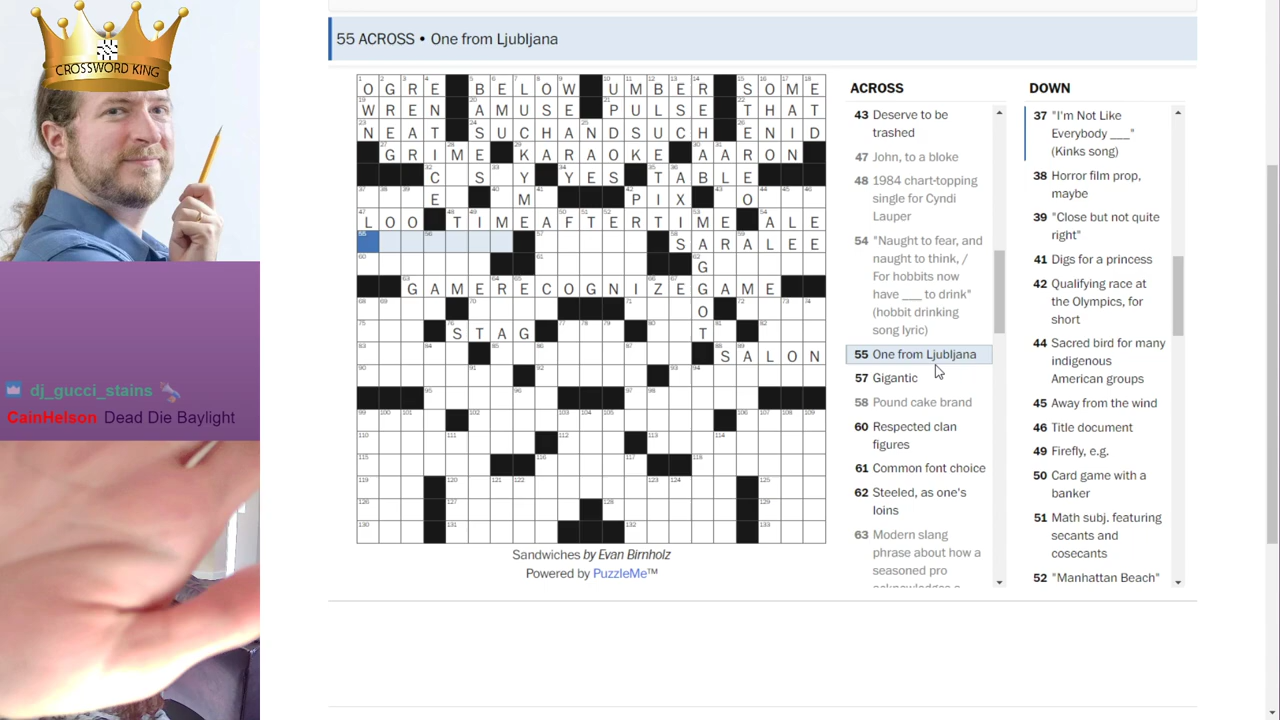 CROSSWORD KING
dj_gucci_stains
CainHelson Dead Die Baylight
55 ACROSS • One from Ljubljana
OGRE BELOW UMBER SOME
WREN AMUSE PULSE THAT
NEAT SUCHANDSUCH ENID
GRIME KARAOKE AARON
C S Y YES TABLE
E M PIX O
LOO TIMEAFTERTIME ALE
SARALEE
G
GAMERECOGNIZEGAME
O
STAG T
SALON
Sandwiches by Evan Birnholz
Powered by PuzzleMe™
ACROSS
43 Deserve to be
trashed
47 John, to a bloke
48 1984 chart-topping
single for Cyndi
Lauper
54 "Naught to fear, and
naught to think, /
For hobbits now
have ___ to drink"
(hobbit drinking
song lyric)
55 One from Ljubljana
57 Gigantic
58 Pound cake brand
60 Respected clan
figures
61 Common font choice
62 Steeled, as one's
loins
63 Modern slang
phrase about how a
seasoned pro
DOWN
37 "I'm Not Like
Everybody ___"
(Kinks song)
38 Horror film prop,
maybe
39 "Close but not quite
right"
41 Digs for a princess
42 Qualifying race at
the Olympics, for
short
44 Sacred bird for many
indigenous
American groups
45 Away from the wind
46 Title document
49 Firefly, e.g.
50 Card game with a
banker
51 Math subj. featuring
secants and
cosecants
52 "Manhattan Beach"